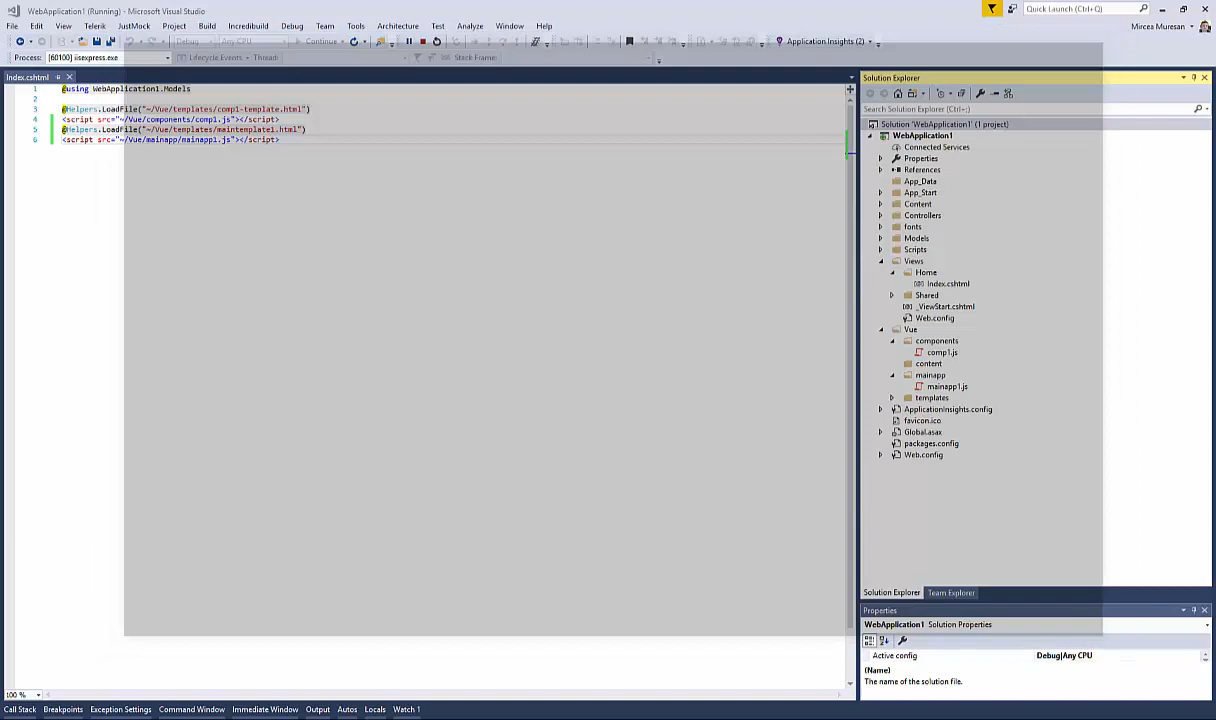 WebApplication1 (Running) - Microsoft Visual Studio
Quick Launch (Ctrl+Q)
File Edit View Telerik JustMock Project Build Incredibuild Debug Team Tools Architecture Test Analyze Window Help
Mircea Muresan
Debug Any CPU Continue Application Insights (2)
Process: [60100] iisexpress.exe Lifecycle Events Thread: Stack Frame:
Index.cshtml
1 @using WebApplication1.Models
2
3 @Helpers.LoadFile("~/Vue/templates/comp1-template.html")
4 <script src="~/Vue/components/comp1.js"></script>
5 @Helpers.LoadFile("~/Vue/templates/maintemplate1.html")
6 <script src="~/Vue/mainapp/mainapp1.js"></script>
100 %
Solution Explorer
Search Solution Explorer (Ctrl+;)
Solution 'WebApplication1' (1 project)
WebApplication1
Connected Services
Properties
References
App_Data
App_Start
Content
Controllers
fonts
Models
Scripts
Views
Home
Index.cshtml
Shared
_ViewStart.cshtml
Web.config
Vue
components
comp1.js
content
mainapp
mainapp1.js
templates
ApplicationInsights.config
favicon.ico
Global.asax
packages.config
Web.config
Solution Explorer Team Explorer
Properties
WebApplication1 Solution Properties
Active config Debug|Any CPU
(Name)
The name of the solution file.
Call Stack Breakpoints Exception Settings Command Window Immediate Window Output Autos Locals Watch 1